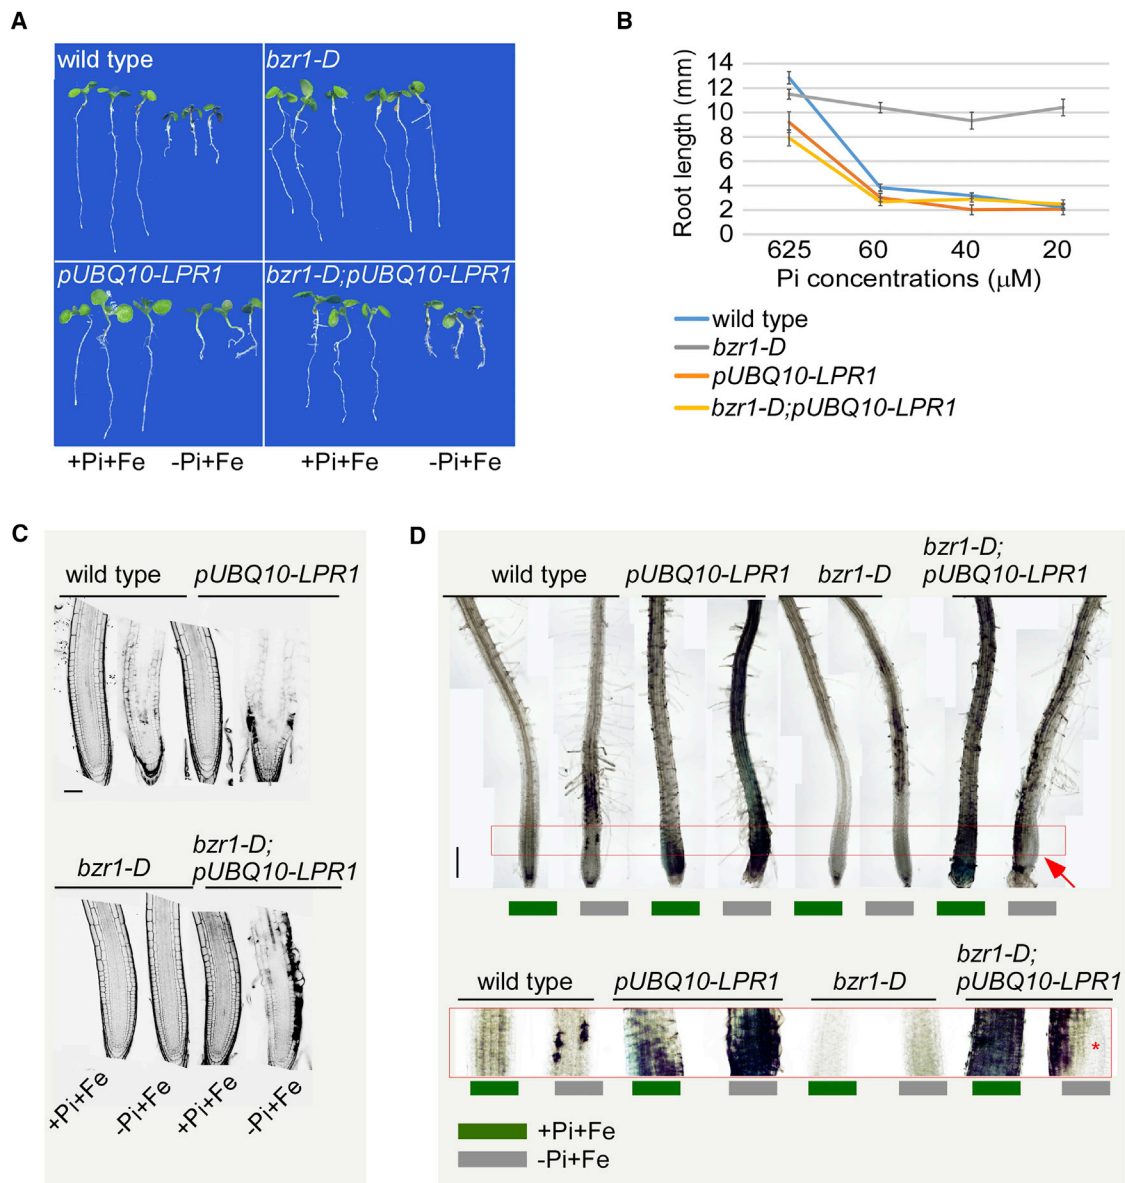 A
wild type
bzr1-D
pUBQ10-LPR1
bzr1-D;pUBQ10-LPR1
+Pi+Fe
-Pi+Fe
+Pi+Fe
-Pi+Fe
B
Root length (mm)
14
12
10
8
6
4
2
0
625
60
40
20
Pi concentrations (μM)
wild type
bzr1-D
pUBQ10-LPR1
bzr1-D;pUBQ10-LPR1
C
wild type
pUBQ10-LPR1
bzr1-D
bzr1-D;
pUBQ10-LPR1
+Pi+Fe
-Pi+Fe
+Pi+Fe
-Pi+Fe
D
wild type
pUBQ10-LPR1
bzr1-D
bzr1-D;
pUBQ10-LPR1
wild type
pUBQ10-LPR1
bzr1-D
bzr1-D;
pUBQ10-LPR1
*
+Pi+Fe
-Pi+Fe